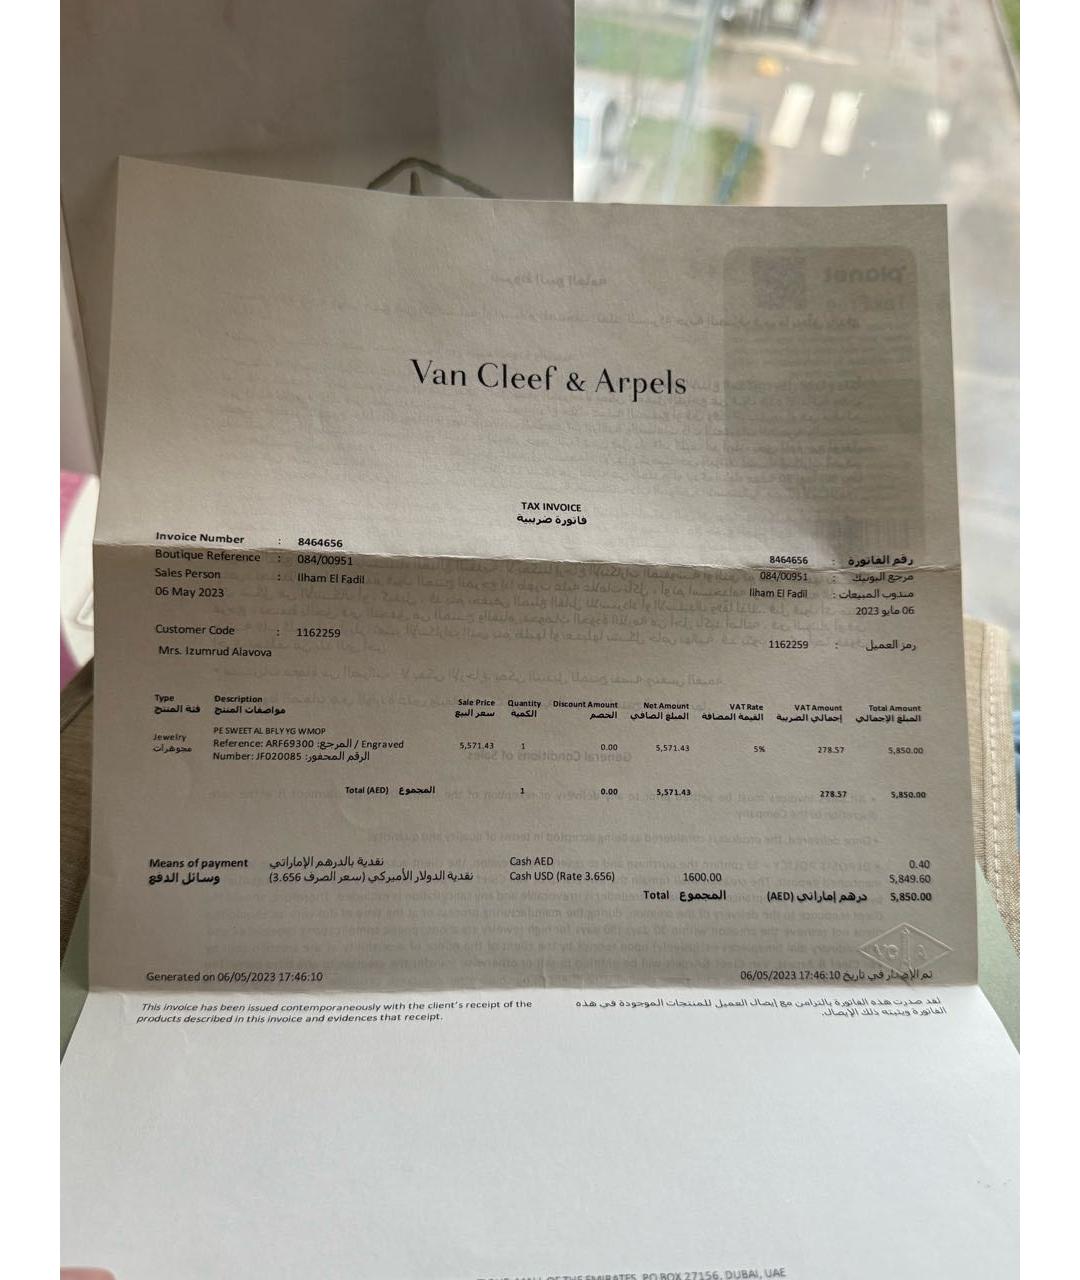 Van Cleef & Arpels
TAX INVOICE
فاتورة ضريبية
Invoice Number : 8464656
Boutique Reference : 084/00951
Sales Person : Ilham El Fadil
06 May 2023
رقم الفاتورة : 8464656
مرجع البوتيك : 084/00951
مندوب المبيعات : Ilham El Fadil
06 مايو 2023
Customer Code : 1162259
Mrs. Izumrud Alavova
رمز العميل : 1162259
Type Description Sale Price Quantity Discount Amount Net Amount VAT Rate VAT Amount Total Amount
فئة المنتج مواصفات المنتج سعر البيع الكمية الخصم المبلغ الصافي القيمة المضافة إجمالي الضريبة المبلغ الإجمالي
PE SWEET AL BFLY YG WMOP
Jewelry Reference: ARF69300 :المرجع / Engraved 5,571.43 1 0.00 5,571.43 5% 278.57 5,850.00
مجوهرات Number: JF020085 :الرقم المحفور
Total (AED) المجموع 1 0.00 5,571.43 278.57 5,850.00
Means of payment نقدية بالدرهم الإماراتي Cash AED 0.40
وسائل الدفع نقدية الدولار الأميركي (سعر الصرف 3.656) Cash USD (Rate 3.656) 1600.00 5,849.60
Total المجموع درهم إماراتي (AED) 5,850.00
Generated on 06/05/2023 17:46:10
تم الإصدار في تاريخ 06/05/2023 17:46:10
This invoice has been issued contemporaneously with the client's receipt of the
products described in this invoice and evidences that receipt.
لقد صدرت هذه الفاتورة بالتزامن مع إيصال العميل للمنتجات الموجودة في هذه
الفاتورة ويثبته ذلك الإيصال.
MALL OF THE EMIRATES, PO BOX 27156, DUBAI, UAE